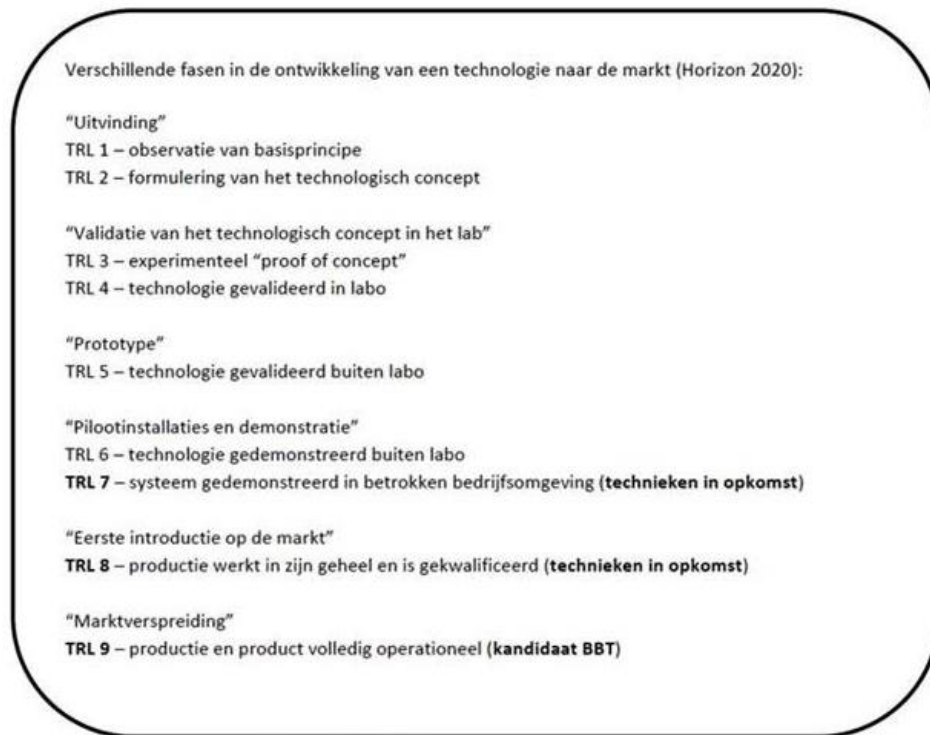 Verschillende fasen in de ontwikkeling van een technologie naar de markt (Horizon 2020):
“Uitvinding”
TRL 1 – observatie van basisprincipe
TRL 2 – formulering van het technologisch concept
“Validatie van het technologisch concept in het lab”
TRL 3 – experimenteel “proof of concept”
TRL 4 – technologie gevalideerd in labo
“Prototype”
TRL 5 – technologie gevalideerd buiten labo
“Pilootinstallaties en demonstratie”
TRL 6 – technologie gedemonstreerd buiten labo
TRL 7 – systeem gedemonstreerd in betrokken bedrijfsomgeving (technieken in opkomst)
“Eerste introductie op de markt”
TRL 8 – productie werkt in zijn geheel en is gekwalificeerd (technieken in opkomst)
“Marktverspreiding”
TRL 9 – productie en product volledig operationeel (kandidaat BBT)